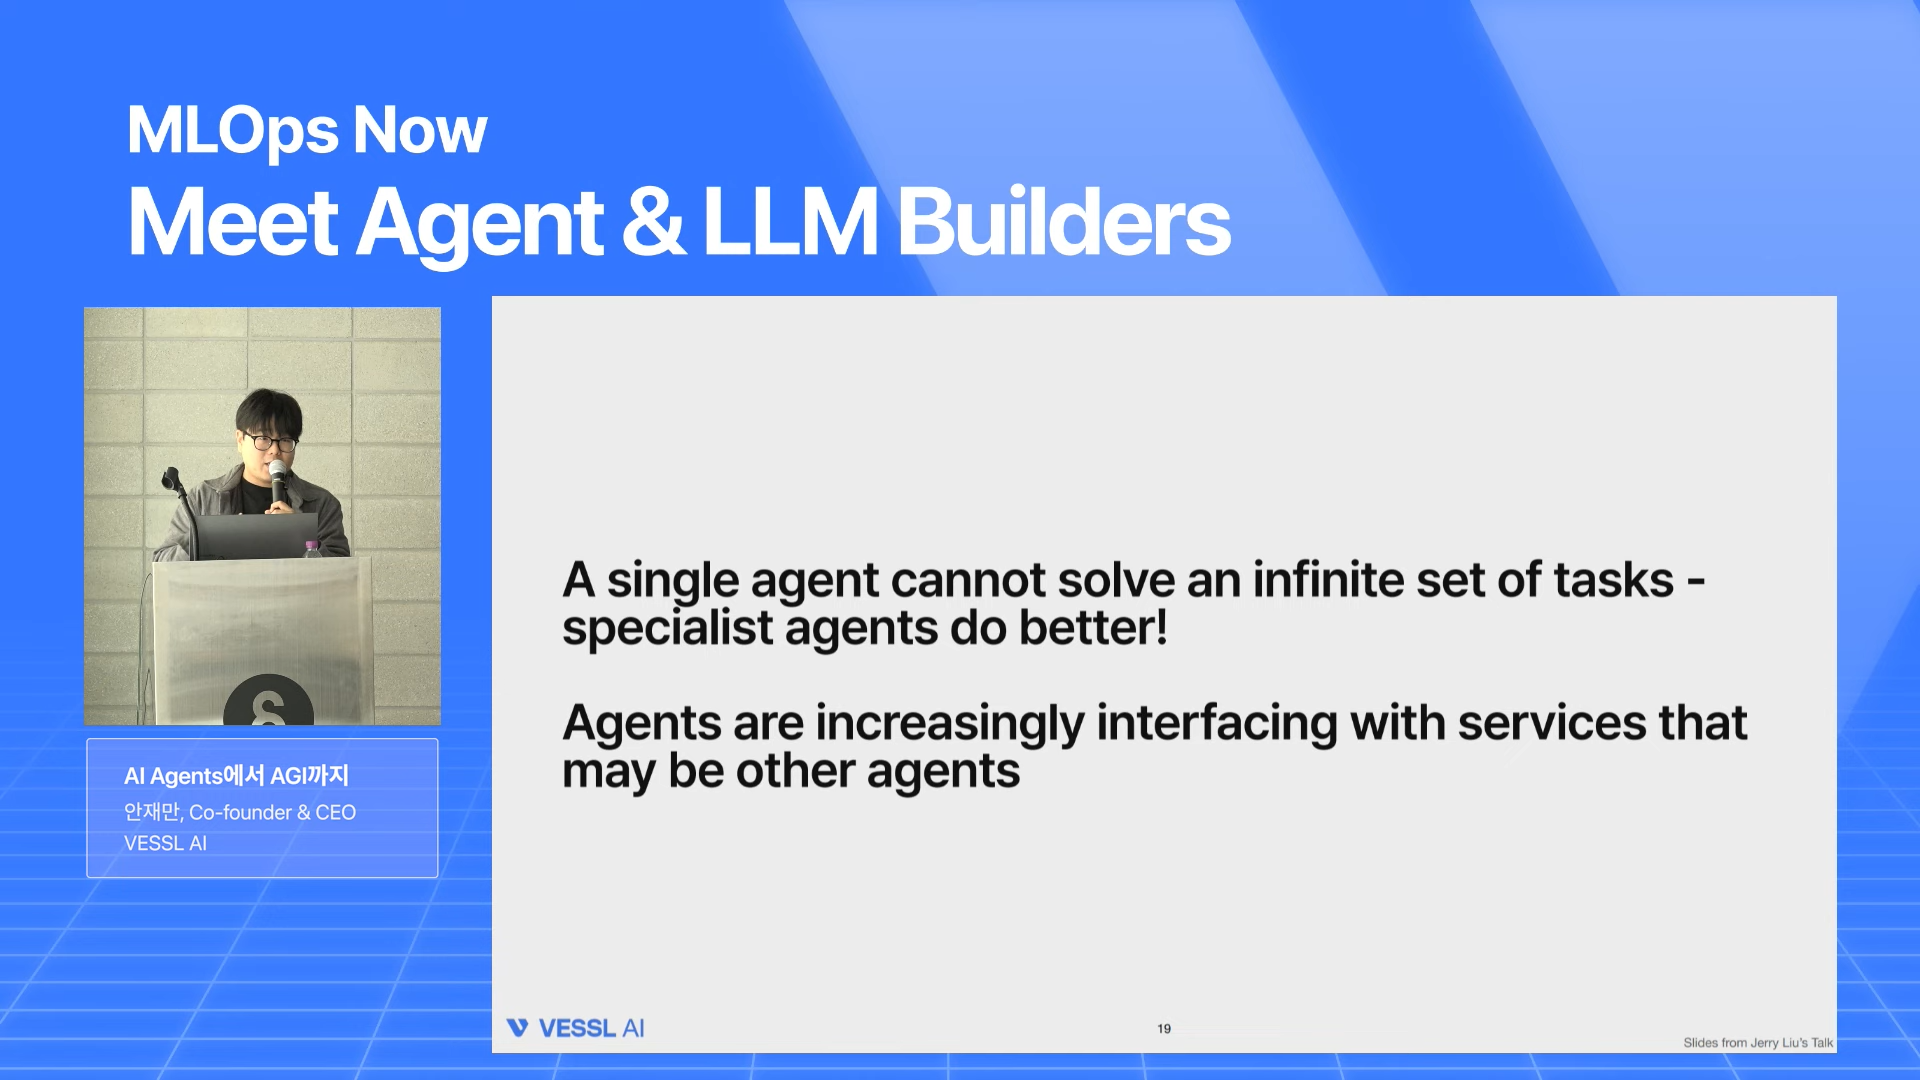 MLOps Now
Meet Agent & LLM Builders
AI Agents에서 AGI까지
안재만, Co-founder & CEO
VESSL AI
A single agent cannot solve an infinite set of tasks -
specialist agents do better!
Agents are increasingly interfacing with services that
may be other agents
VESSL AI
19
Slides from Jerry Liu's Talk